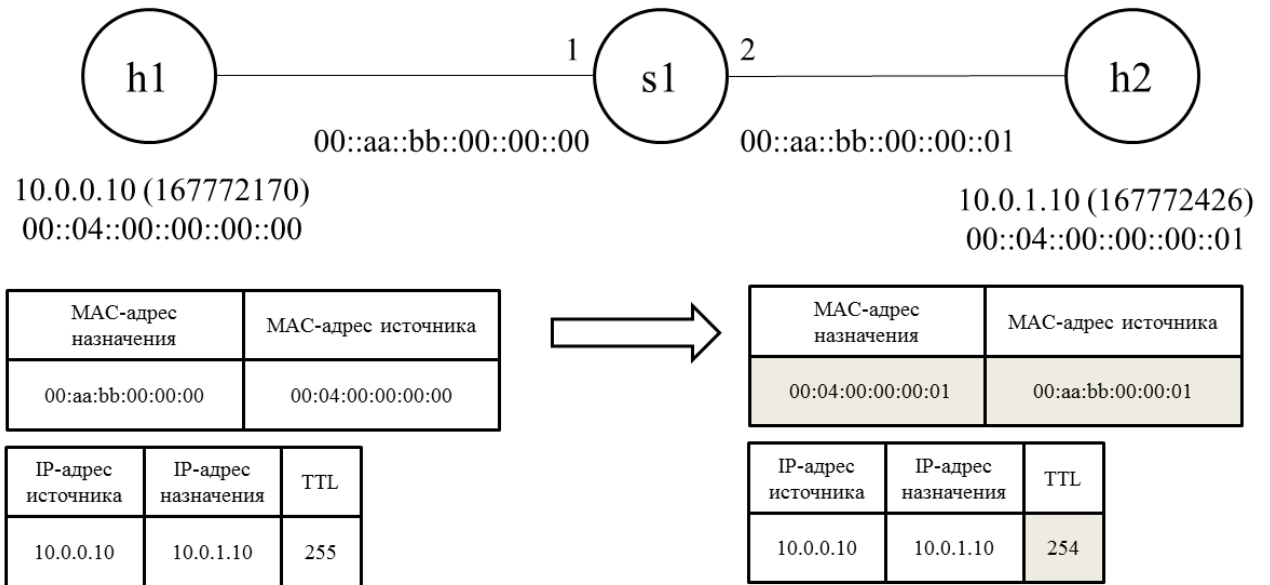 h1
1
s1
2
h2
00::aa::bb::00::00::00
00::aa::bb::00::00::01
10.0.0.10 (167772170)
00::04::00::00::00::00
10.0.1.10 (167772426)
00::04::00::00::00::01
MAC-адрес
назначения
MAC-адрес источника
00:aa:bb:00:00:00
00:04:00:00:00:00
IP-адрес
источника
IP-адрес
назначения
TTL
10.0.0.10
10.0.1.10
255
MAC-адрес
назначения
MAC-адрес источника
00:04:00:00:00:01
00:aa:bb:00:00:01
IP-адрес
источника
IP-адрес
назначения
TTL
10.0.0.10
10.0.1.10
254